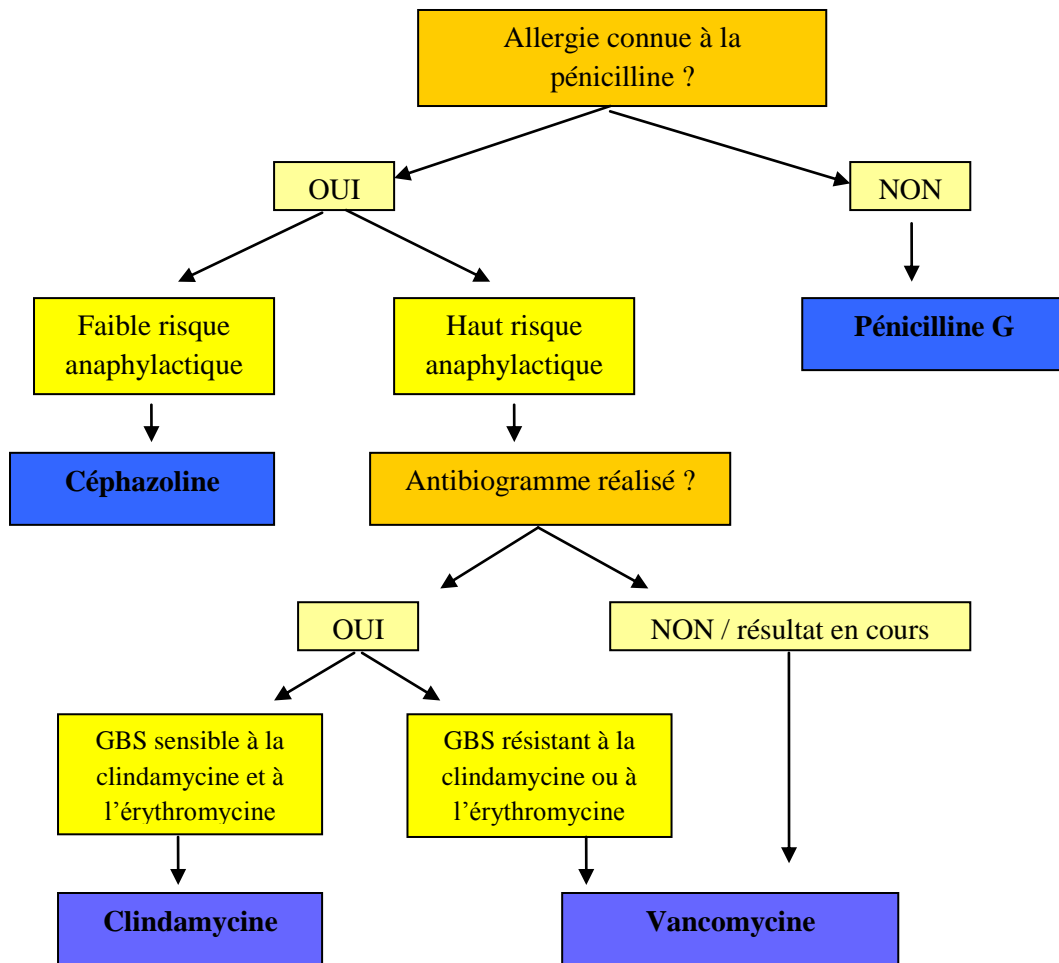 Allergie connue à la
pénicilline ?
OUI
NON
Faible risque
anaphylactique
Haut risque
anaphylactique
Pénicilline G
Céphazoline
Antibiogramme réalisé ?
OUI
NON / résultat en cours
GBS sensible à la
clindamycine et à
l’érythromycine
GBS résistant à la
clindamycine ou à
l’érythromycine
Clindamycine
Vancomycine